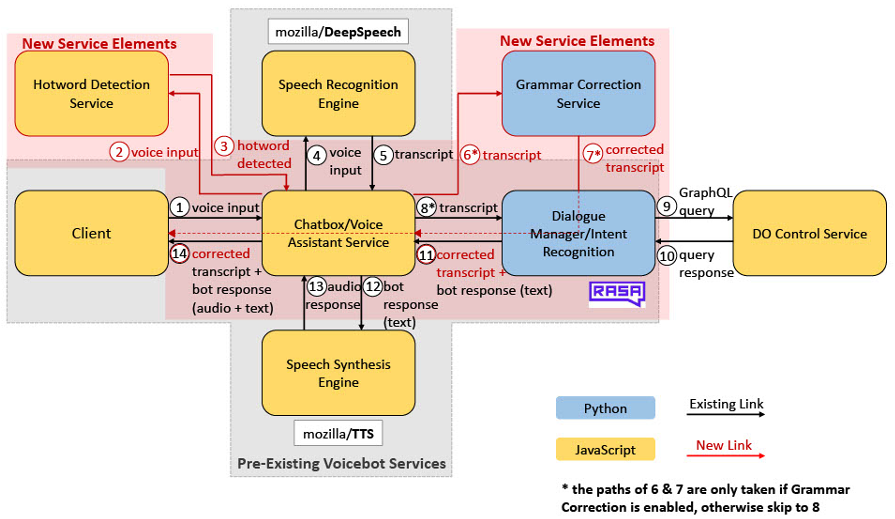 mozilla/DeepSpeech
New Service Elements
New Service Elements
Hotword Detection
Service
Speech Recognition
Engine
Grammar Correction
Service
2 voice input
3 hotword
detected
4 voice
input
5 transcript
6* transcript
7* corrected
transcript
Client
1 voice input
Chatbox/Voice
Assistant Service
8* transcript
Dialogue
Manager/Intent
Recognition
9 GraphQL
query
DO Control Service
14 corrected
transcript +
bot response
(audio + text)
11 corrected
transcript +
bot response (text)
10 query
response
13 audio
response
12 bot
response
(text)
RASA
Speech Synthesis
Engine
mozilla/TTS
Pre-Existing Voicebot Services
Python
Existing Link
JavaScript
New Link
* the paths of 6 & 7 are only taken if Grammar
Correction is enabled, otherwise skip to 8